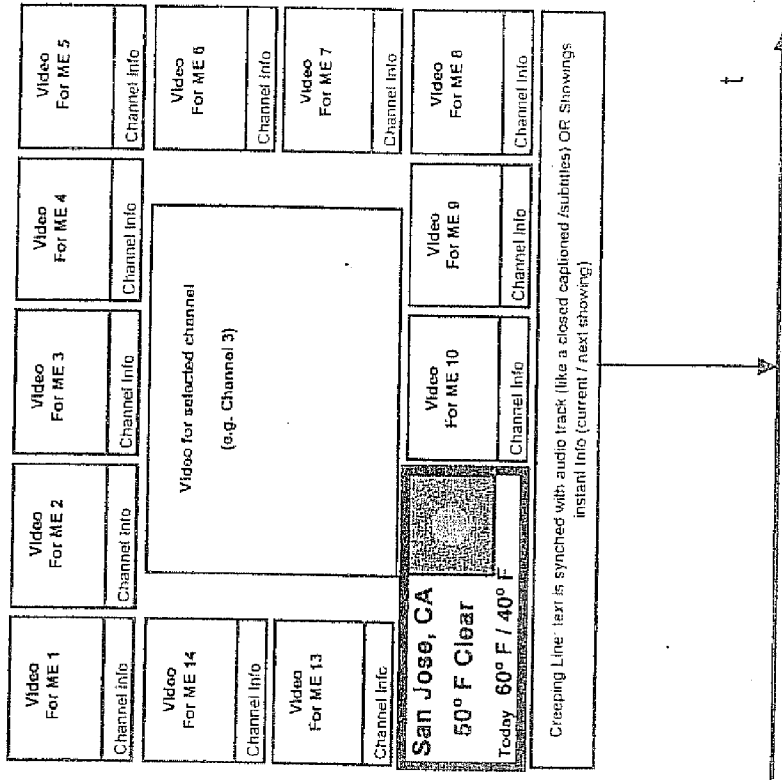 Video
For ME 1
Channel Info
Video
For ME 2
Channel Info
Video
For ME 3
Channel Info
Video
For ME 4
Channel Info
Video
For ME 5
Channel Info
Video
For ME 14
Channel Info
Video for selected channel
(e.g. Channel 3)
Video
For ME 6
Channel Info
Video
For ME 13
Channel Info
Video
For ME 7
Channel Info
San Jose, CA
50° F Clear
Today 60° F / 40° F
Video
For ME 10
Channel Info
Video
For ME 9
Channel Info
Video
For ME 8
Channel Info
Creeping Line: text is synched with audio track (like a closed captioned /subtitles) OR Showings
instant Info (current / next showing)
t